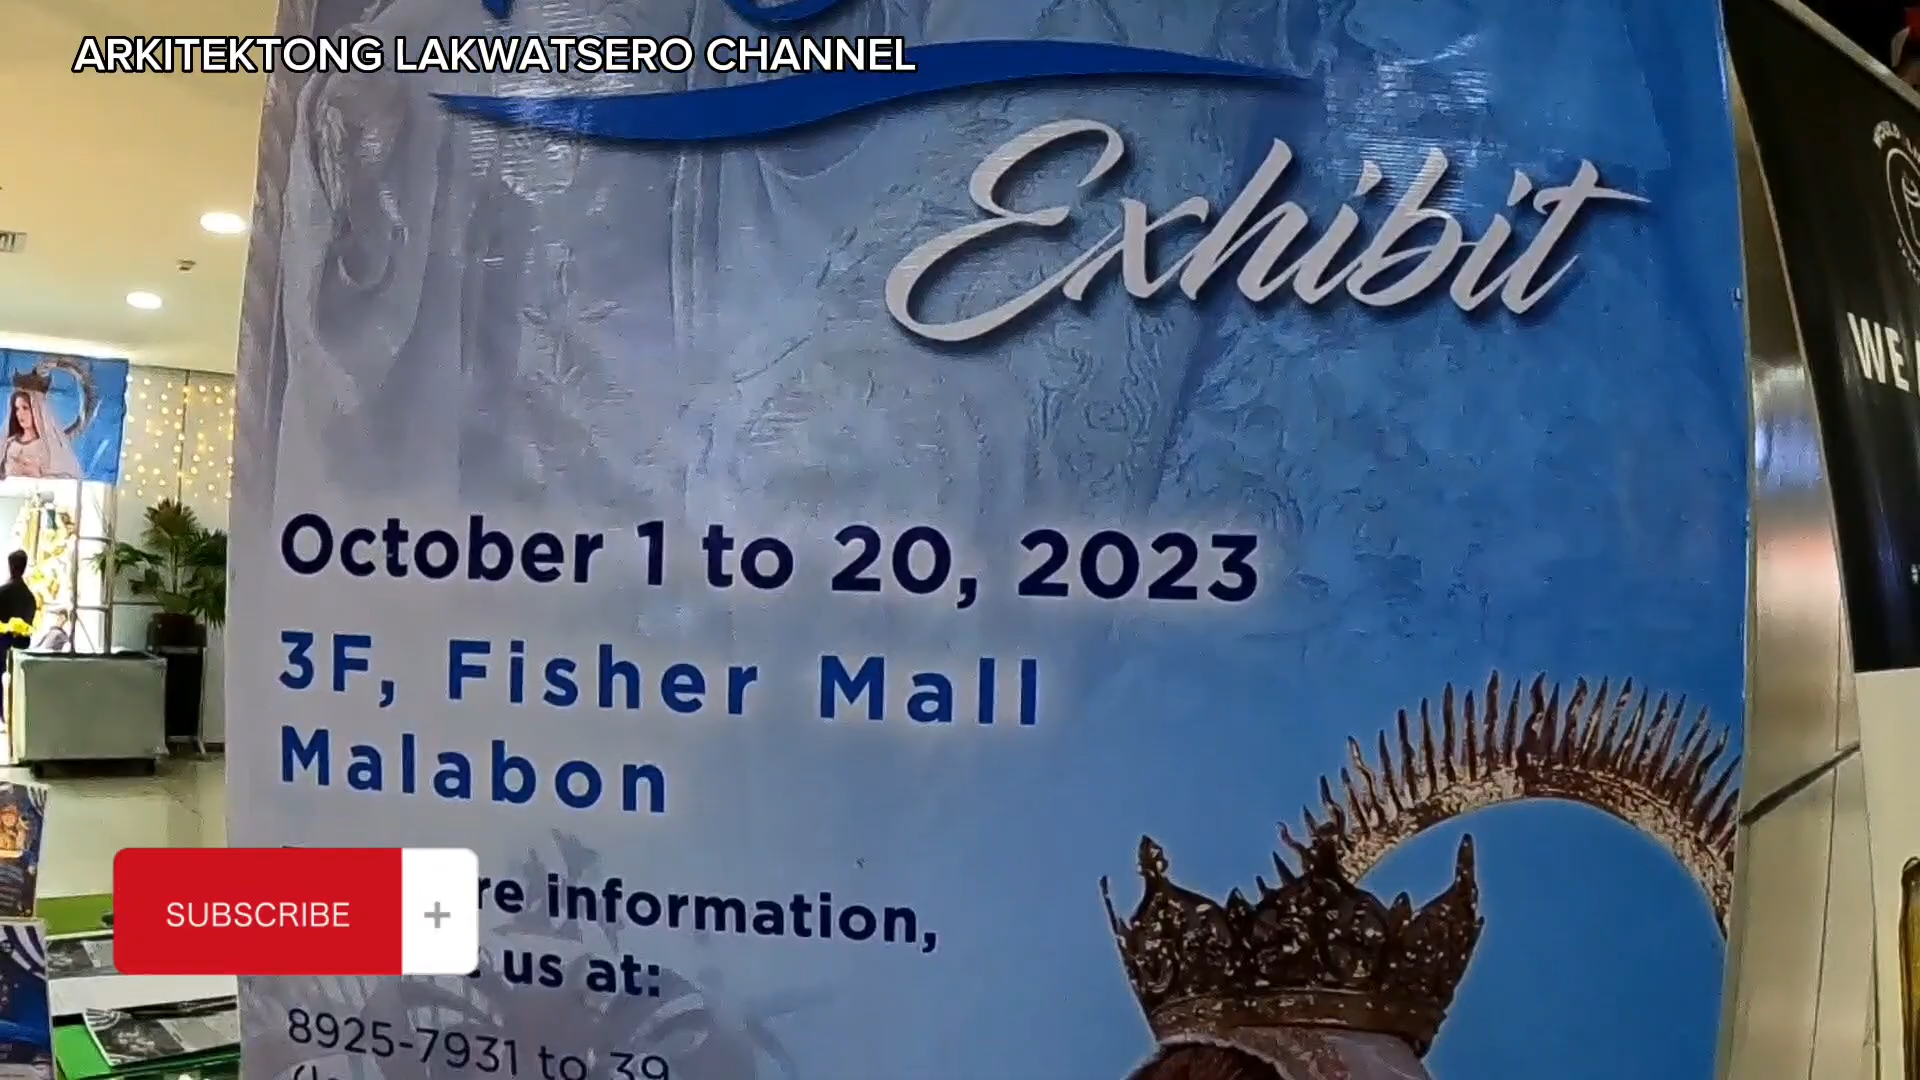 ARKITEKTONG LAKWATSERO CHANNEL
Exhibit
October 1 to 20, 2023
3F, Fisher Mall
Malabon
information,
us at:
8925-7931 to 39
SUBSCRIBE +
WE